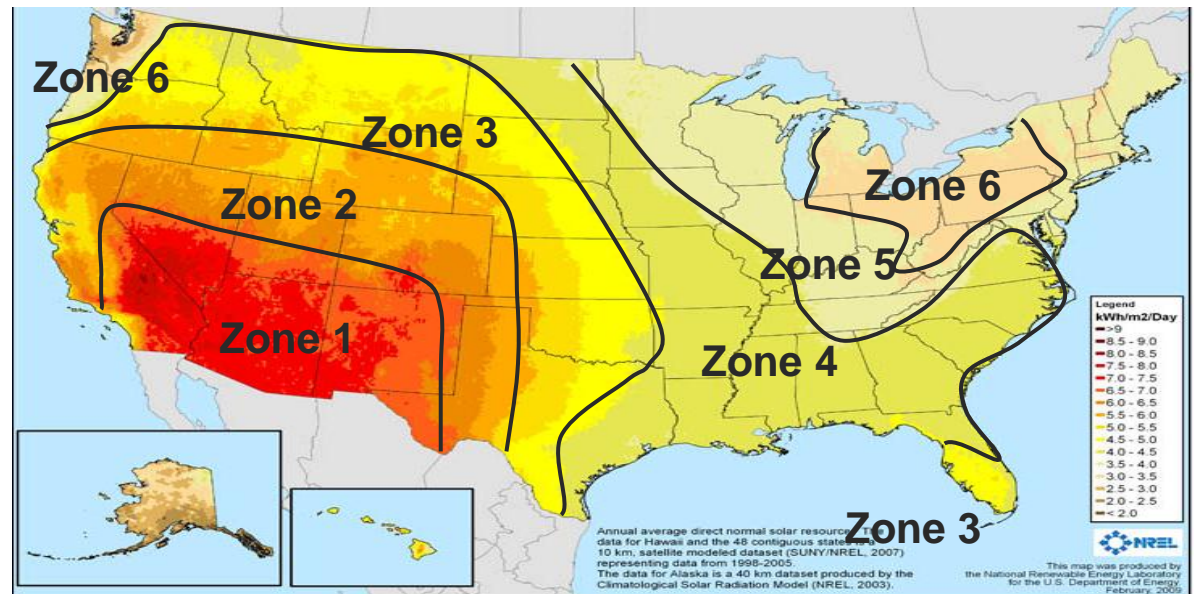 Zone 6
Zone 3
Zone 2
Zone 6
Zone 5
Zone 1
Zone 4
Zone 3
Legend
kWh/m2/Day
>9
8.5 - 9.0
8.0 - 8.5
7.5 - 8.0
7.0 - 7.5
6.5 - 7.0
6.0 - 6.5
5.5 - 6.0
5.0 - 5.5
4.5 - 5.0
4.0 - 4.5
3.5 - 4.0
3.0 - 3.5
2.5 - 3.0
2.0 - 2.5
< 2.0
Annual average direct normal solar resource
data for Hawaii and the 48 contiguous states
10 km, satellite modeled dataset (SUNY/NREL, 2007)
representing data from 1998-2005.
The data for Alaska is a 40 km dataset produced by the
Climatological Solar Radiation Model (NREL, 2003).
NREL
This map was produced by
the National Renewable Energy Laboratory
for the U.S. Department of Energy.
February, 2009